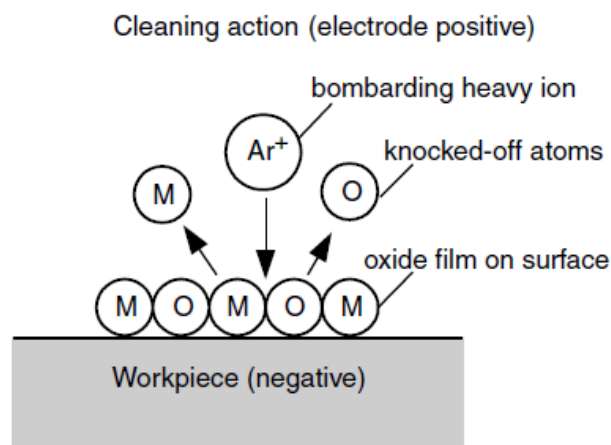 Cleaning action (electrode positive)
bombarding heavy ion
Ar+
knocked-off atoms
M
O
oxide film on surface
M O M O M
Workpiece (negative)